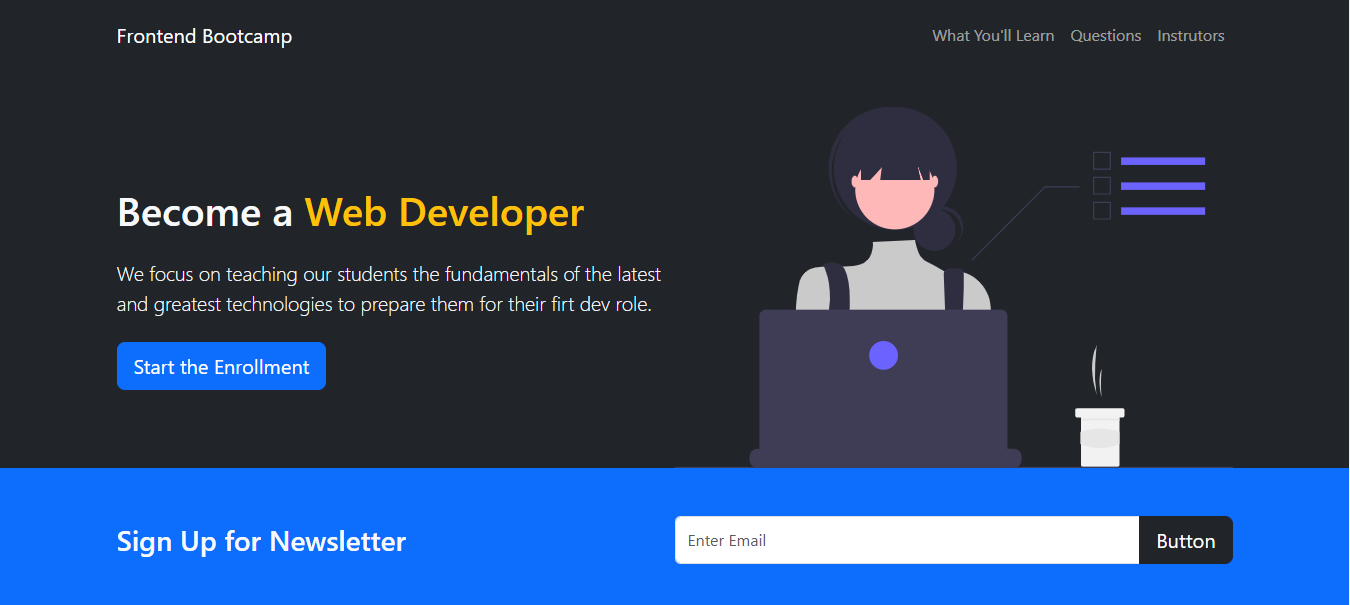 Frontend Bootcamp
What You'll Learn
Questions
Instrutors
Become a Web Developer
We focus on teaching our students the fundamentals of the latest
and greatest technologies to prepare them for their firt dev role.
Start the Enrollment
Sign Up for Newsletter
Enter Email
Button